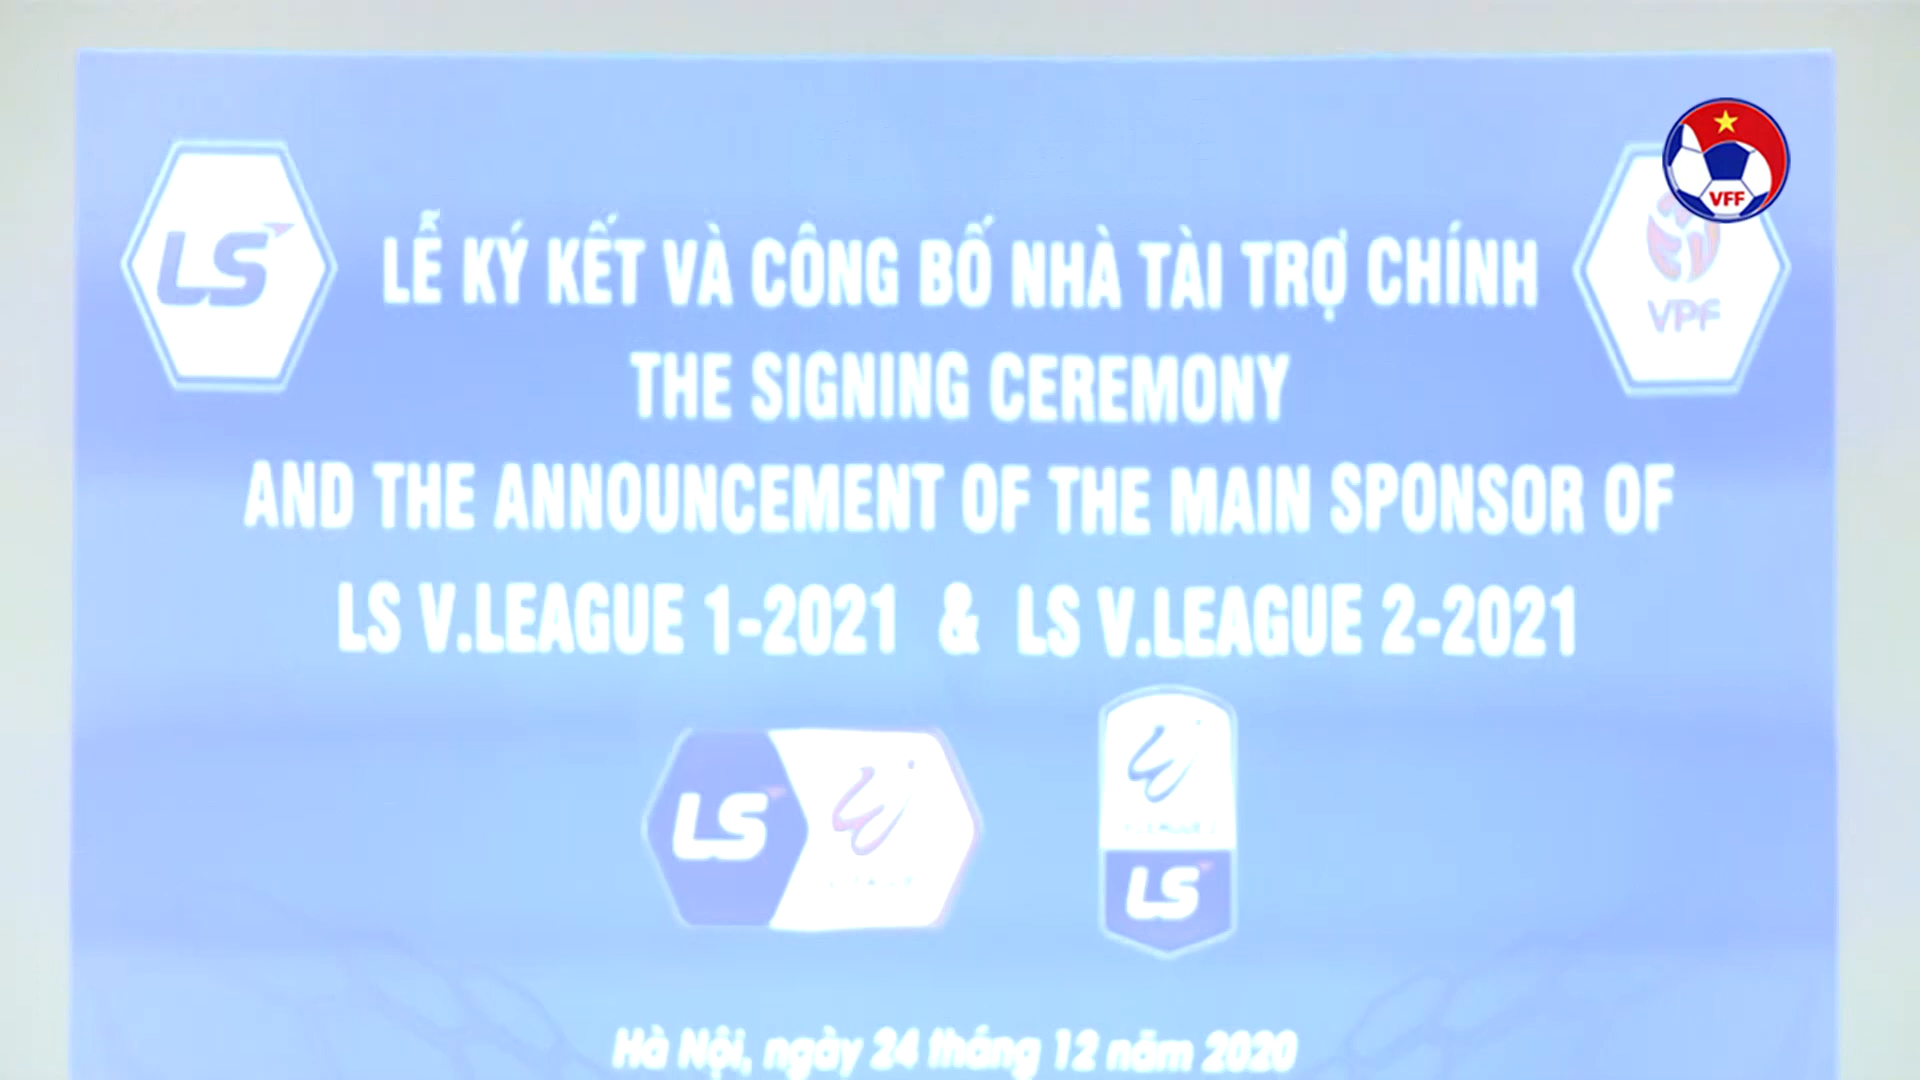 VFF
LS
VPF
LỄ KÝ KẾT VÀ CÔNG BỐ NHÀ TÀI TRỢ CHÍNH
THE SIGNING CEREMONY
AND THE ANNOUNCEMENT OF THE MAIN SPONSOR OF
LS V.LEAGUE 1-2021 & LS V.LEAGUE 2-2021
LS
LS
Hà Nội, ngày 24 tháng 12 năm 2020